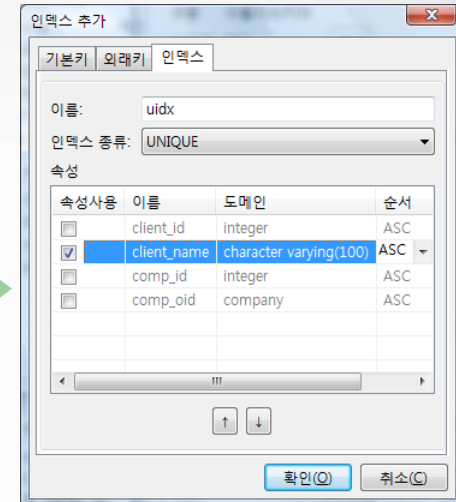 인덱스 추가
기본키 외래키 인덱스
이름: uidx
인덱스 종류: UNIQUE
속성
속성사용 이름 도메인 순서
client_id integer ASC
client_name character varying(100) ASC
comp_id integer ASC
comp_oid company ASC
↑ ↓
확인(O) 취소(C)